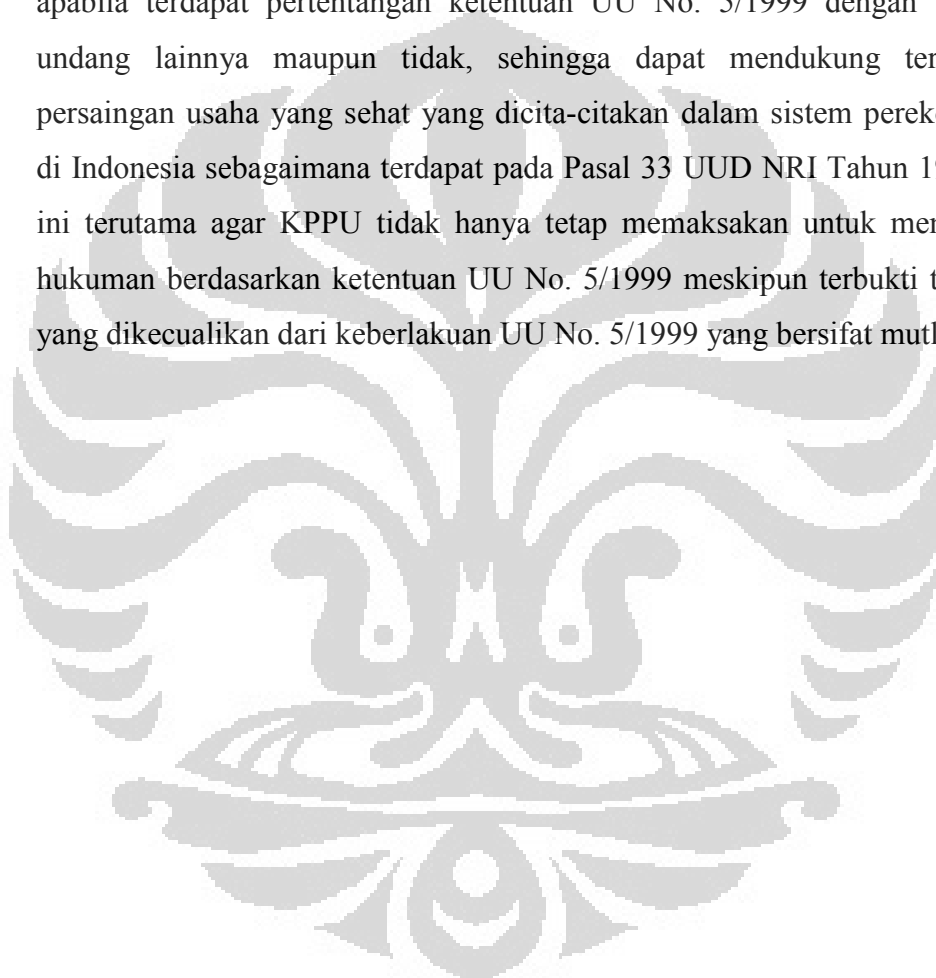 apabila terdapat pertentangan ketentuan UU No. 5/1999 dengan
undang lainnya maupun tidak, sehingga dapat mendukung ter
persaingan usaha yang sehat yang dicita-citakan dalam sistem pereko
di Indonesia sebagaimana terdapat pada Pasal 33 UUD NRI Tahun 19
ini terutama agar KPPU tidak hanya tetap memaksakan untuk men
hukuman berdasarkan ketentuan UU No. 5/1999 meskipun terbukti t
yang dikecualikan dari keberlakuan UU No. 5/1999 yang bersifat mutl